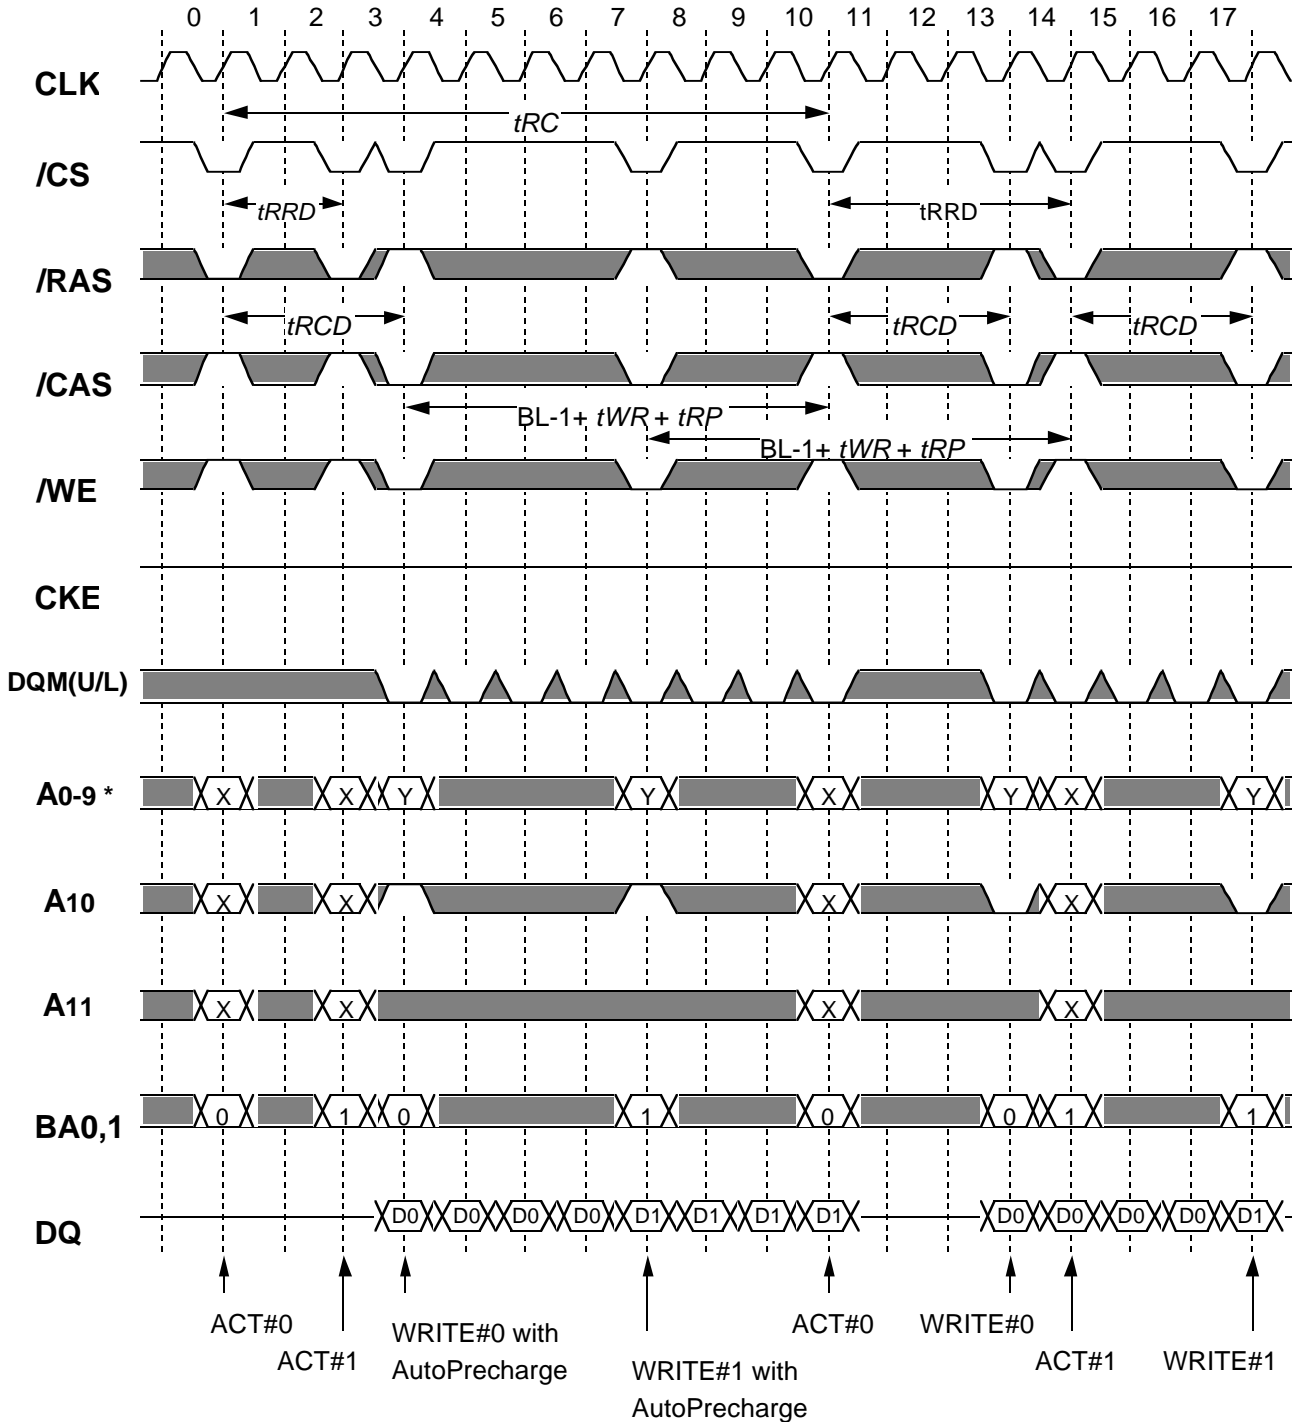 0 1 2 3 4 5 6 7 8 9 10 11 12 13 14 15 16 17
CLK
tRC
/CS
tRRD tRRD
/RAS
tRCD tRCD tRCD
/CAS
BL-1+ tWR + tRP
BL-1+ tWR + tRP
/WE
CKE
DQM(U/L)
A0-9 * X X Y Y X Y X Y
A10 X X X X
A11 X X X X
BA0,1 0 1 0 1 0 0 1 1
DQ D0 D0 D0 D0 D1 D1 D1 D1 D0 D0 D0 D0 D1
ACT#0
ACT#1
WRITE#0 with
AutoPrecharge
WRITE#1 with
AutoPrecharge
ACT#0
WRITE#0
ACT#1
WRITE#1